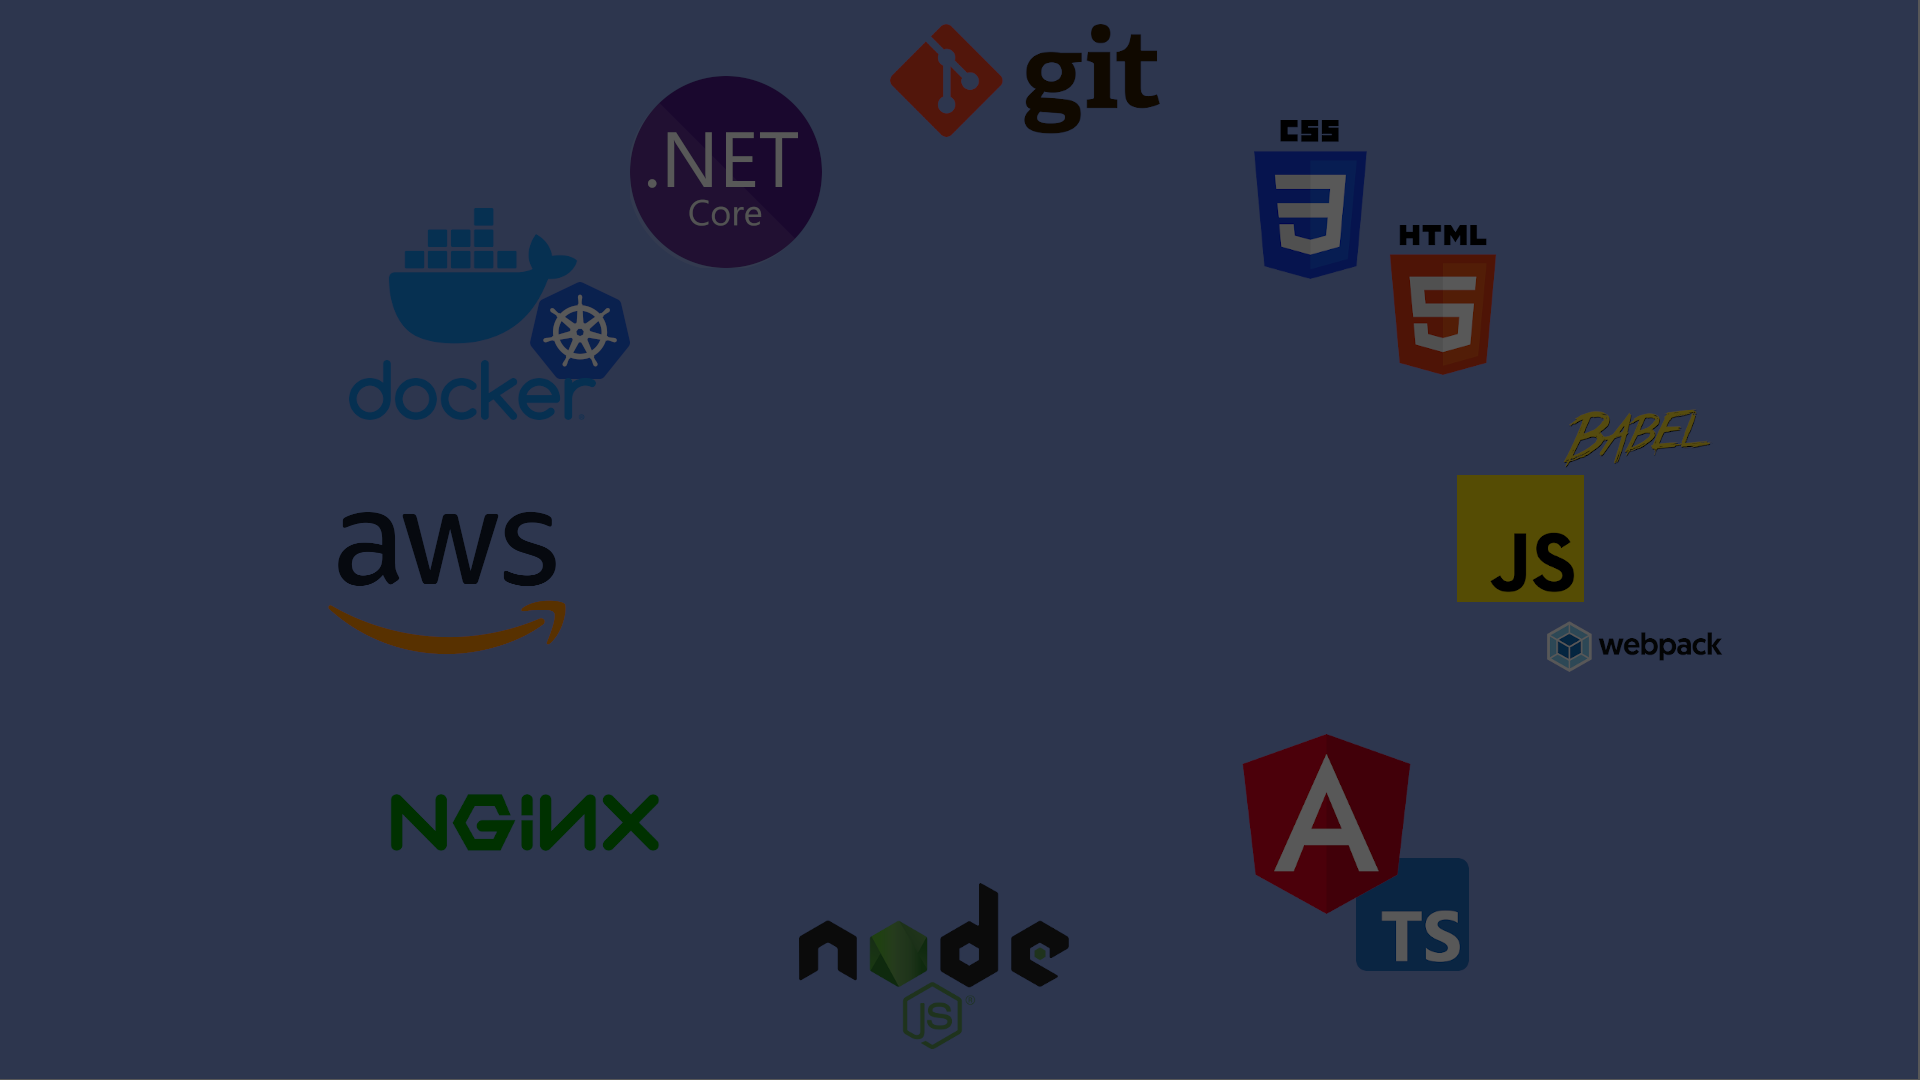 git
.NET
Core
CSS
HTML
docker
BABEL
aws
JS
webpack
NGiNX
TS
node
JS